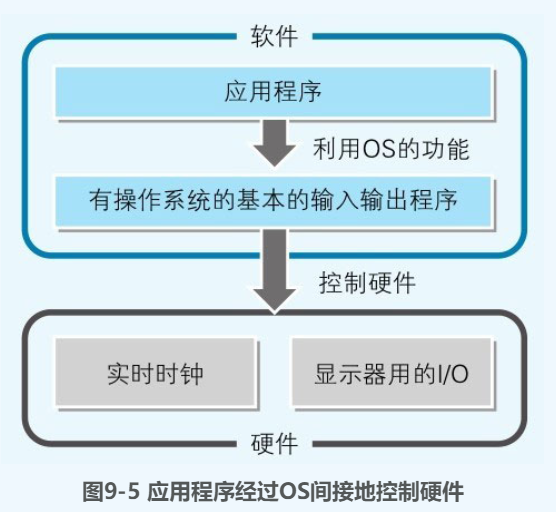 软件
应用程序
利用OS的功能
有操作系统的基本的输入输出程序
控制硬件
实时时钟
显示器用的I/O
硬件
图9-5 应用程序经过OS间接地控制硬件